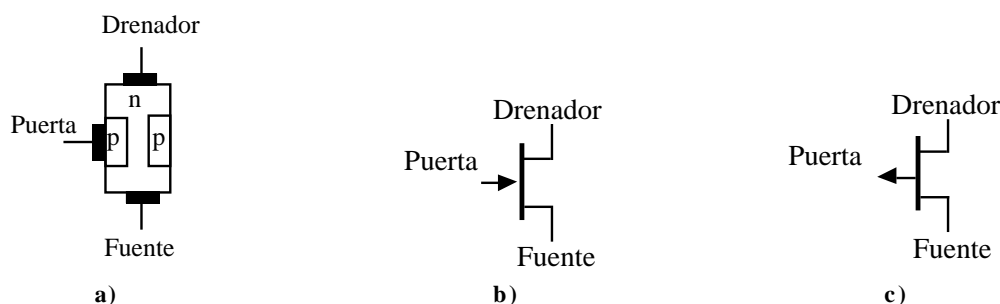 Drenador
n
Puerta
p p
Fuente
a)
Drenador
Puerta
Fuente
b)
Drenador
Puerta
Fuente
c)